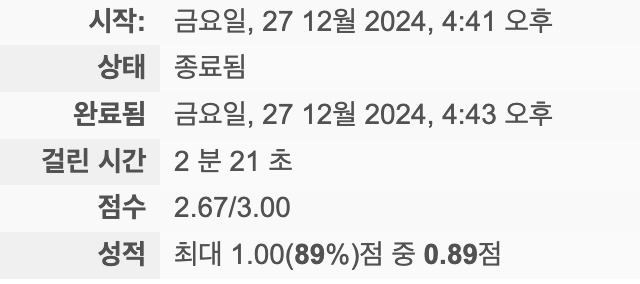 시작: 금요일, 27 12월 2024, 4:41 오후
상태 종료됨
완료됨 금요일, 27 12월 2024, 4:43 오후
걸린 시간 2 분 21 초
점수 2.67/3.00
성적 최대 1.00(89%)점 중 0.89점